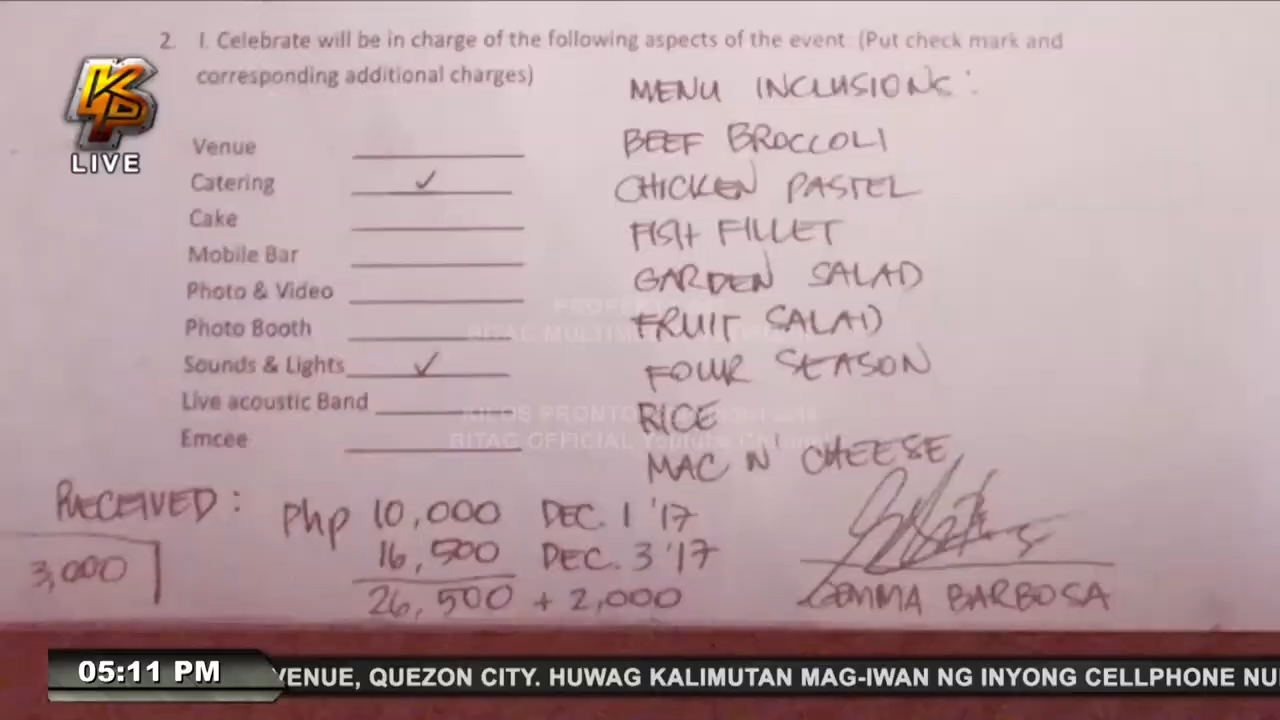 2. I. Celebrate will be in charge of the following aspects of the event. (Put check mark and
corresponding additional charges)
KP
LIVE
Venue
Catering ✓
Cake
Mobile Bar
Photo & Video
Photo Booth
Sounds & Lights ✓
Live acoustic Band
Emcee
MENU INCLUSIONS:
BEEF BROCCOLI
CHICKEN PASTEL
FISH FILLET
GARDEN SALAD
FRUIT SALAD
FOUR SEASON
RICE
MAC N' CHEESE
BITAG OFFICIAL
RECEIVED: Php 10,000 DEC. 1 '17
16,500 DEC. 3 '17
26,500 + 2,000
3,000
GEMMA BARBOSA
05:11 PM
VENUE, QUEZON CITY. HUWAG KALIMUTAN MAG-IWAN NG INYONG CELLPHONE